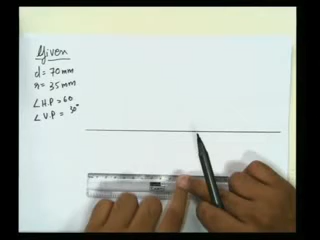 Given
d = 70mm
r = 35mm
∠ H.P = 60
∠ V.P = 30°